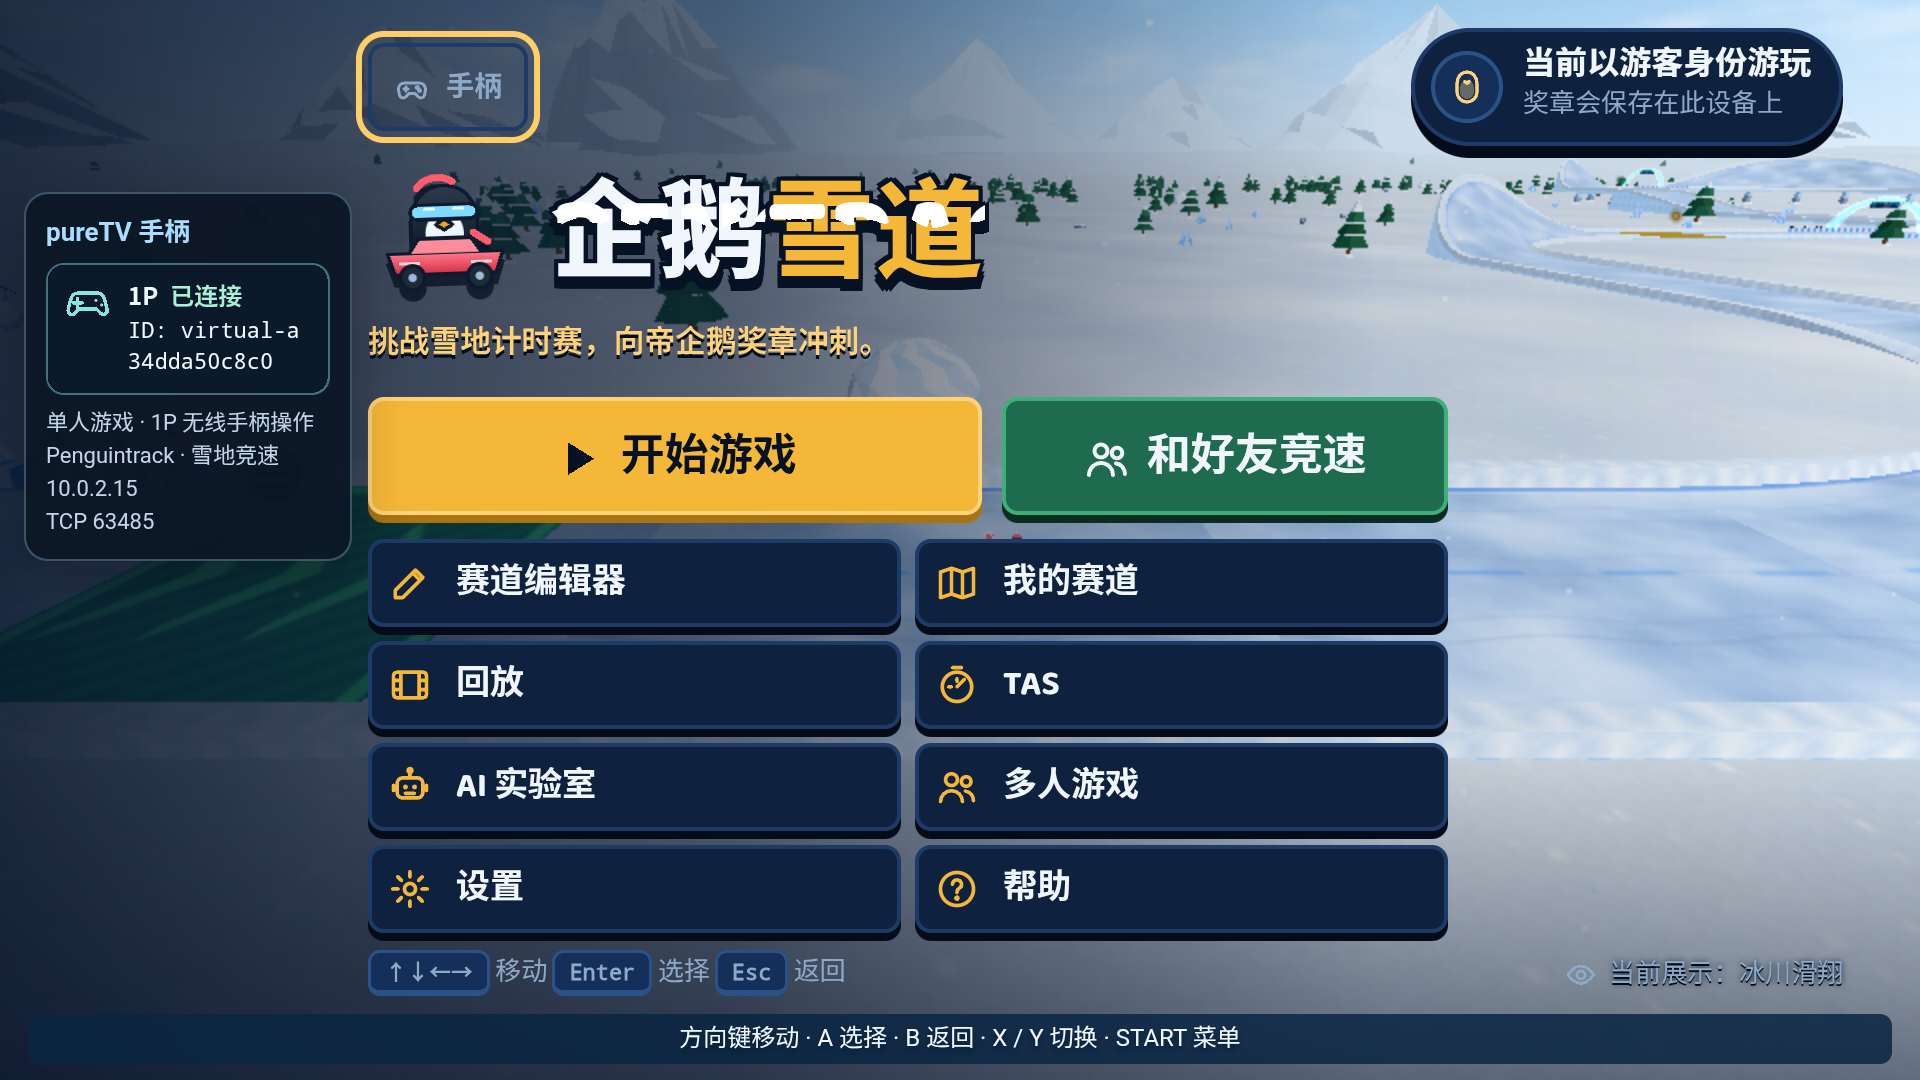 手柄
当前以游客身份游玩
奖章会保存在此设备上
企鹅雪道
pureTV 手柄
1P 已连接
ID: virtual-a
34dda50c8c0
单人游戏 · 1P 无线手柄操作
Penguintrack · 雪地竞速
10.0.2.15
TCP 63485
挑战雪地计时赛，向帝企鹅奖章冲刺。
开始游戏
和好友竞速
赛道编辑器
我的赛道
回放
TAS
AI 实验室
多人游戏
设置
帮助
↑↓←→ 移动 Enter 选择 Esc 返回
当前展示：冰川滑翔
方向键移动 · A 选择 · B 返回 · X / Y 切换 · START 菜单